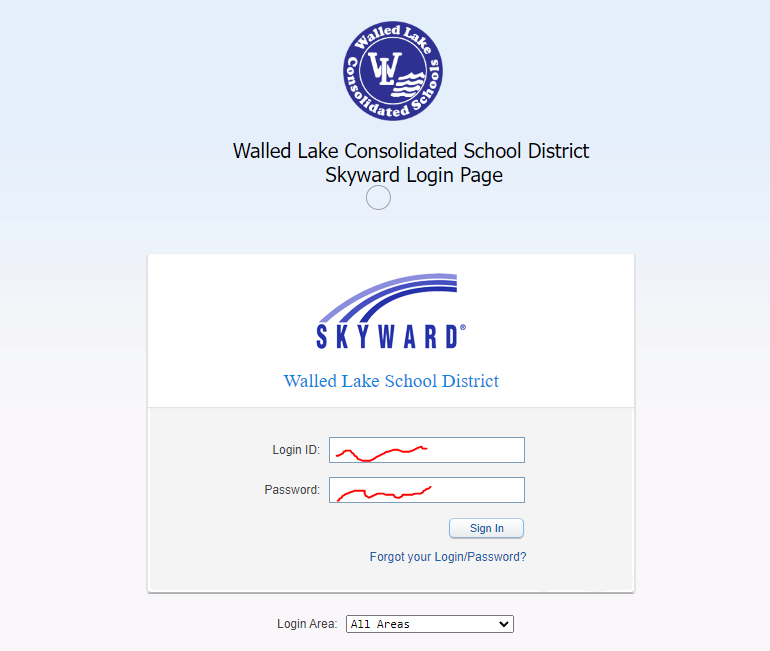 Walled Lake
Consolidated Schools
WL
Walled Lake Consolidated School District
Skyward Login Page
SKYWARD®
Walled Lake School District
Login ID:
Password:
Sign In
Forgot your Login/Password?
Login Area: All Areas